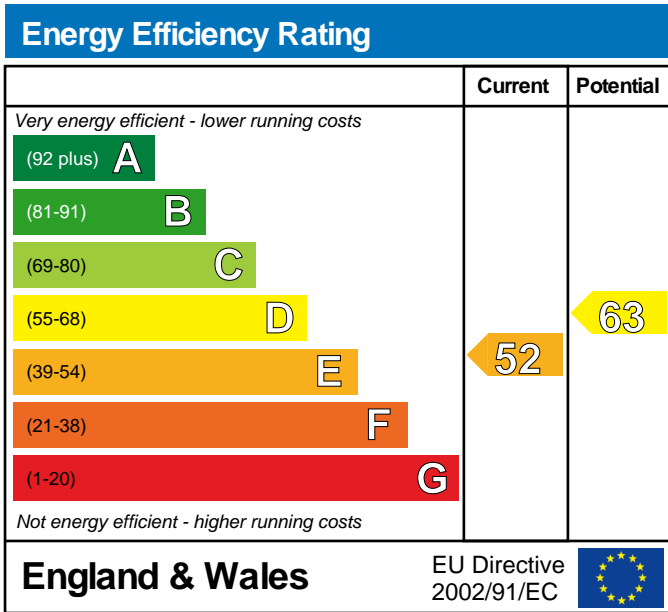 Energy Efficiency Rating
Current Potential
Very energy efficient - lower running costs
(92 plus) A
(81-91) B
(69-80) C
(55-68) D
63
(39-54) E
52
(21-38) F
(1-20) G
Not energy efficient - higher running costs
England & Wales
EU Directive
2002/91/EC